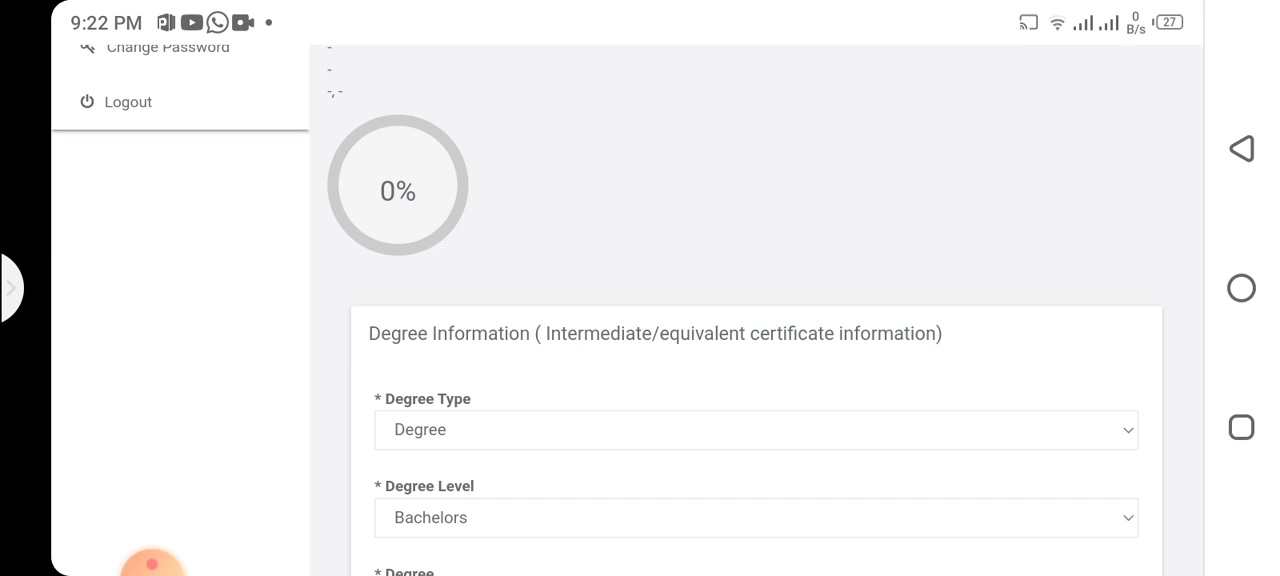 9:22 PM
0
B/s
27
Change Password
-
-
-, -
Logout
0%
Degree Information ( Intermediate/equivalent certificate information)
* Degree Type
Degree
* Degree Level
Bachelors
* Degree